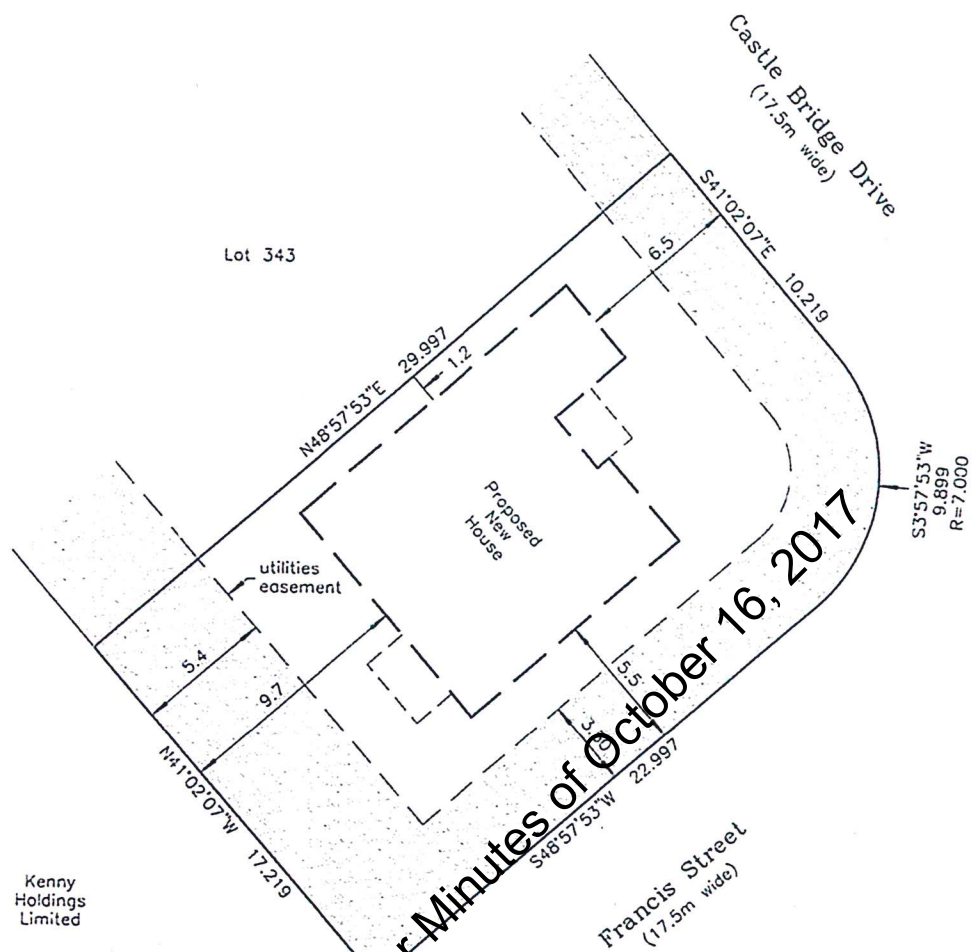 Castle Bridge Drive
(17.5m wide)
S41°02'07"E 10.219
6.5
Lot 343
N48°57'53"E 29.997
1.2
Proposed
New
House
S3°57'53"W
9.899
R=7.000
utilities
easement
5.4
9.7
5.5
N41°02'07"W 17.219
S48°57'53"W 22.997
Minutes of October 16, 2017
Francis Street
(17.5m wide)
Kenny
Holdings
Limited